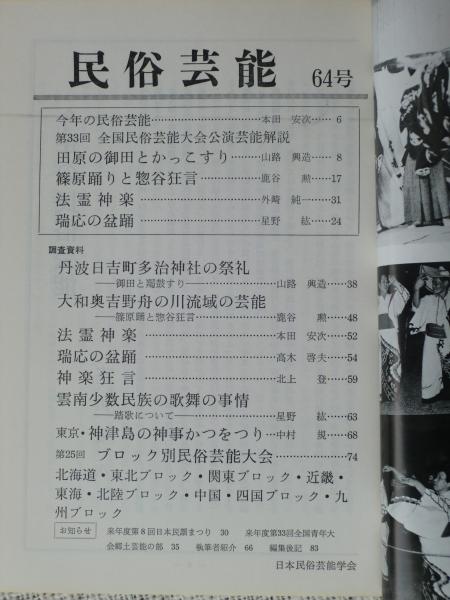 民俗芸能 64号
今年の民俗芸能……………………………本田 安次……6
第33回 全国民俗芸能大会公演芸能解説
田原の御田とかっこすり………山路 興造……8
篠原踊りと惣谷狂言……………鹿谷 勲……17
法霊神楽……………………………外崎 純一……31
瑞応の盆踊…………………………星野 紘……24
調査資料
丹波日吉町多治神社の祭礼
——御田と羯鼓すり——……………………山路 興造……38
大和奥吉野舟の川流域の芸能
——篠原踊と惣谷狂言——…………………鹿谷 勲……48
法霊神楽……………………………本田 安次……52
瑞応の盆踊…………………………高木 啓夫……54
神楽狂言……………………………北上 登……59
雲南少数民族の歌舞の事情
——踏歌について——………………………星野 紘……63
東京・神津島の神事かつをつり…中村 規……68
第25回 ブロック別民俗芸能大会……………74
北海道・東北ブロック・関東ブロック・近畿・
東海・北陸ブロック・中国・四国ブロック・九
州ブロック
お知らせ 来年度第8回日本民謡まつり 30 来年度第33回全国青年大
会郷土芸能の部 35 執筆者紹介 66 編集後記 83
日本民俗芸能学会